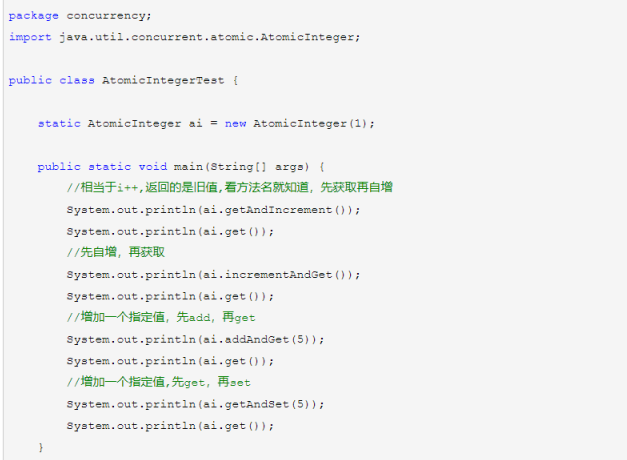 package concurrency;
import java.util.concurrent.atomic.AtomicInteger;
public class AtomicIntegerTest {
static AtomicInteger ai = new AtomicInteger(1);
public static void main(String[] args) {
//相当于i++,返回的是旧值,看方法名就知道，先获取再自增
System.out.println(ai.getAndIncrement());
System.out.println(ai.get());
//先自增，再获取
System.out.println(ai.incrementAndGet());
System.out.println(ai.get());
//增加一个指定值，先add，再get
System.out.println(ai.addAndGet(5));
System.out.println(ai.get());
//增加一个指定值,先get，再set
System.out.println(ai.getAndSet(5));
System.out.println(ai.get());
}